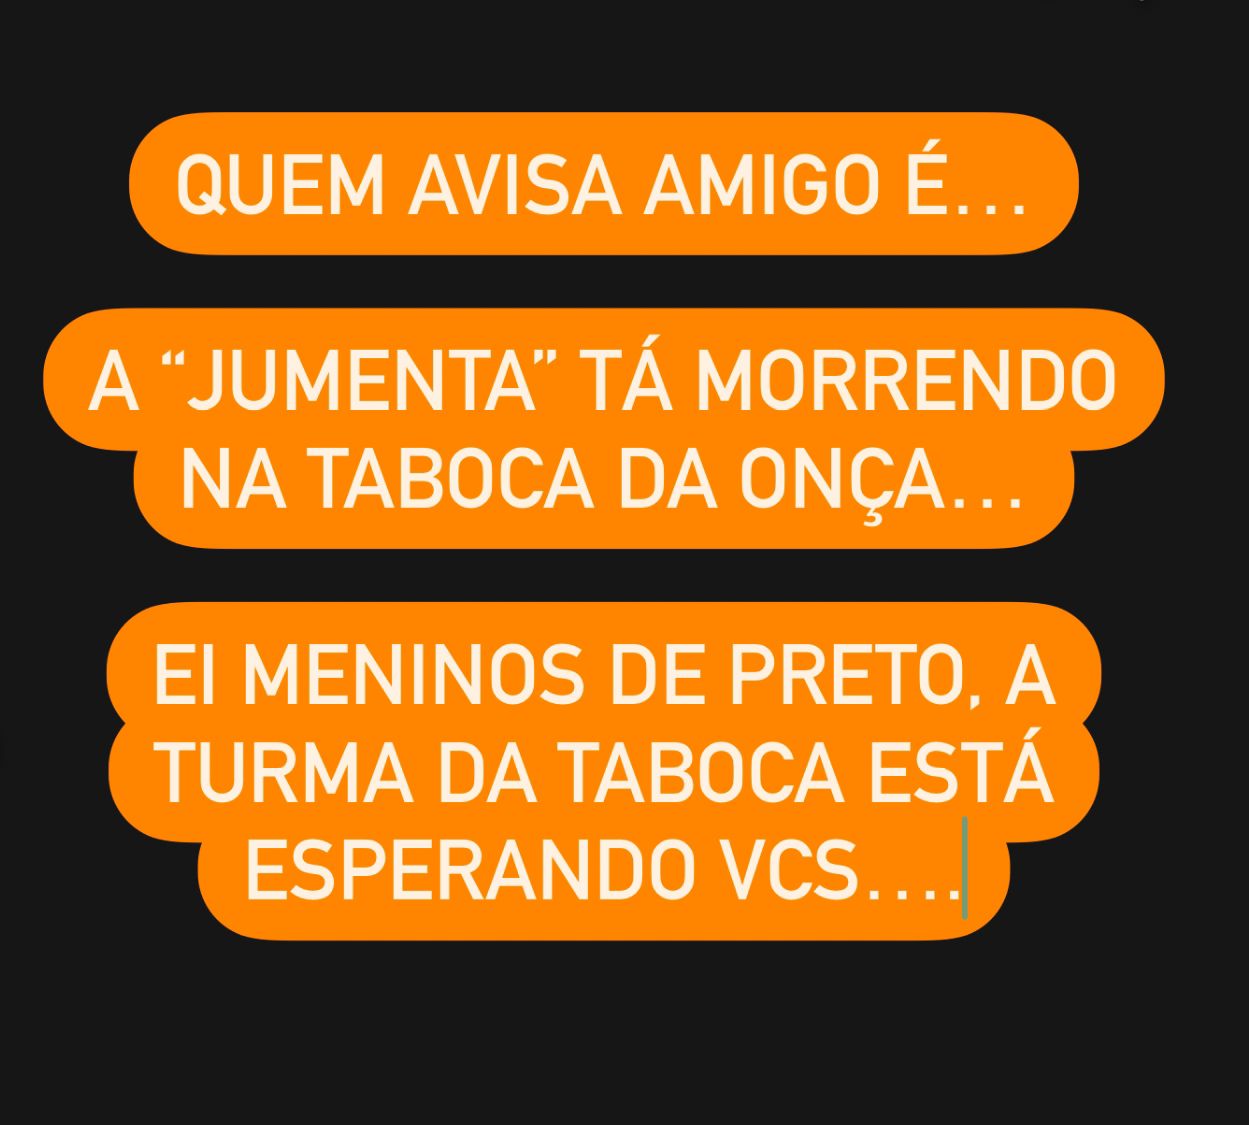 QUEM AVISA AMIGO É...
A “JUMENTA” TÁ MORRENDO
NA TABOCA DA ONÇA...
EI MENINOS DE PRETO, A
TURMA DA TABOCA ESTÁ
ESPERANDO VCS....